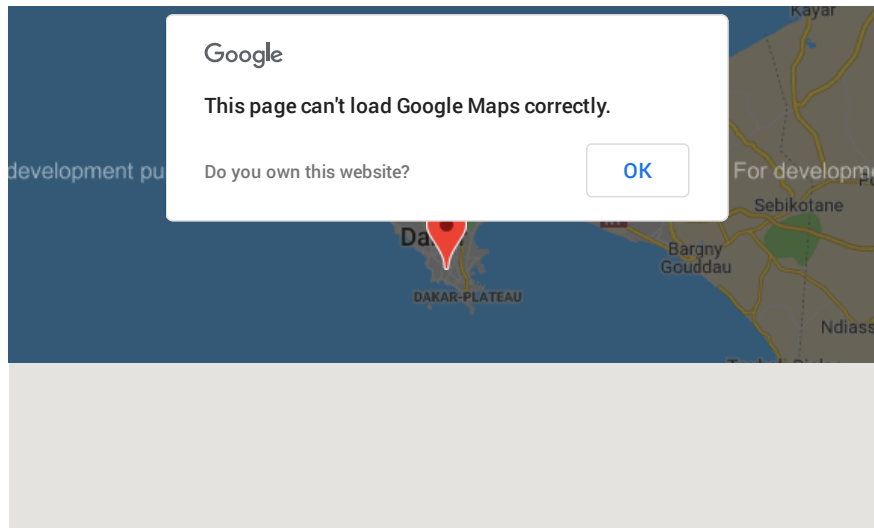 Kayar
Google
This page can't load Google Maps correctly.
development pu
Do you own this website?
OK
For developme
Sebikotane
Da
Bargny
Gouddau
DAKAR-PLATEAU
Ndiass